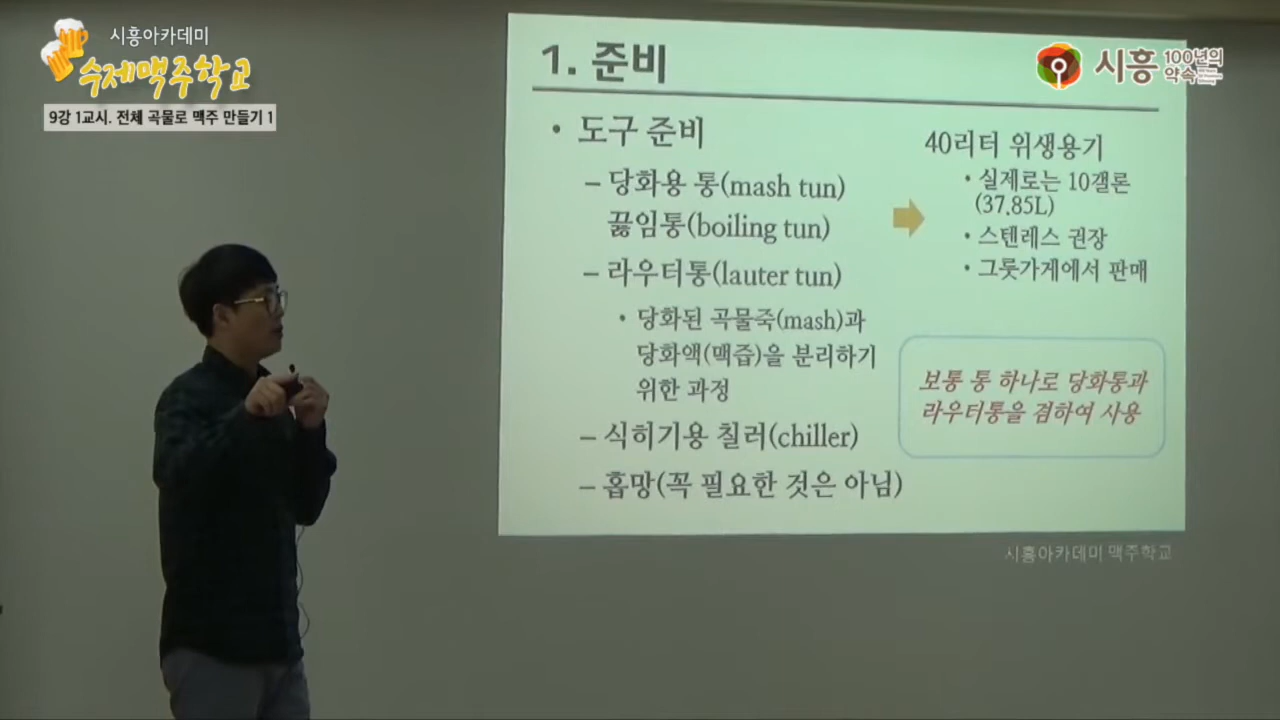 시흥아카데미
수제맥주학교
9강 1교시. 전체 곡물로 맥주 만들기 1
시흥 100년의
약속
1. 준비
• 도구 준비
– 당화용 통(mash tun)
끓임통(boiling tun)
– 라우터통(lauter tun)
• 당화된 곡물죽(mash)과
당화액(맥즙)을 분리하기
위한 과정
– 식히기용 칠러(chiller)
– 홉망(꼭 필요한 것은 아님)
40리터 위생용기
• 실제로는 10갤론
(37.85L)
• 스텐레스 권장
• 그릇가게에서 판매
보통 통 하나로 당화통과
라우터통을 겸하여 사용
시흥아카데미 맥주학교